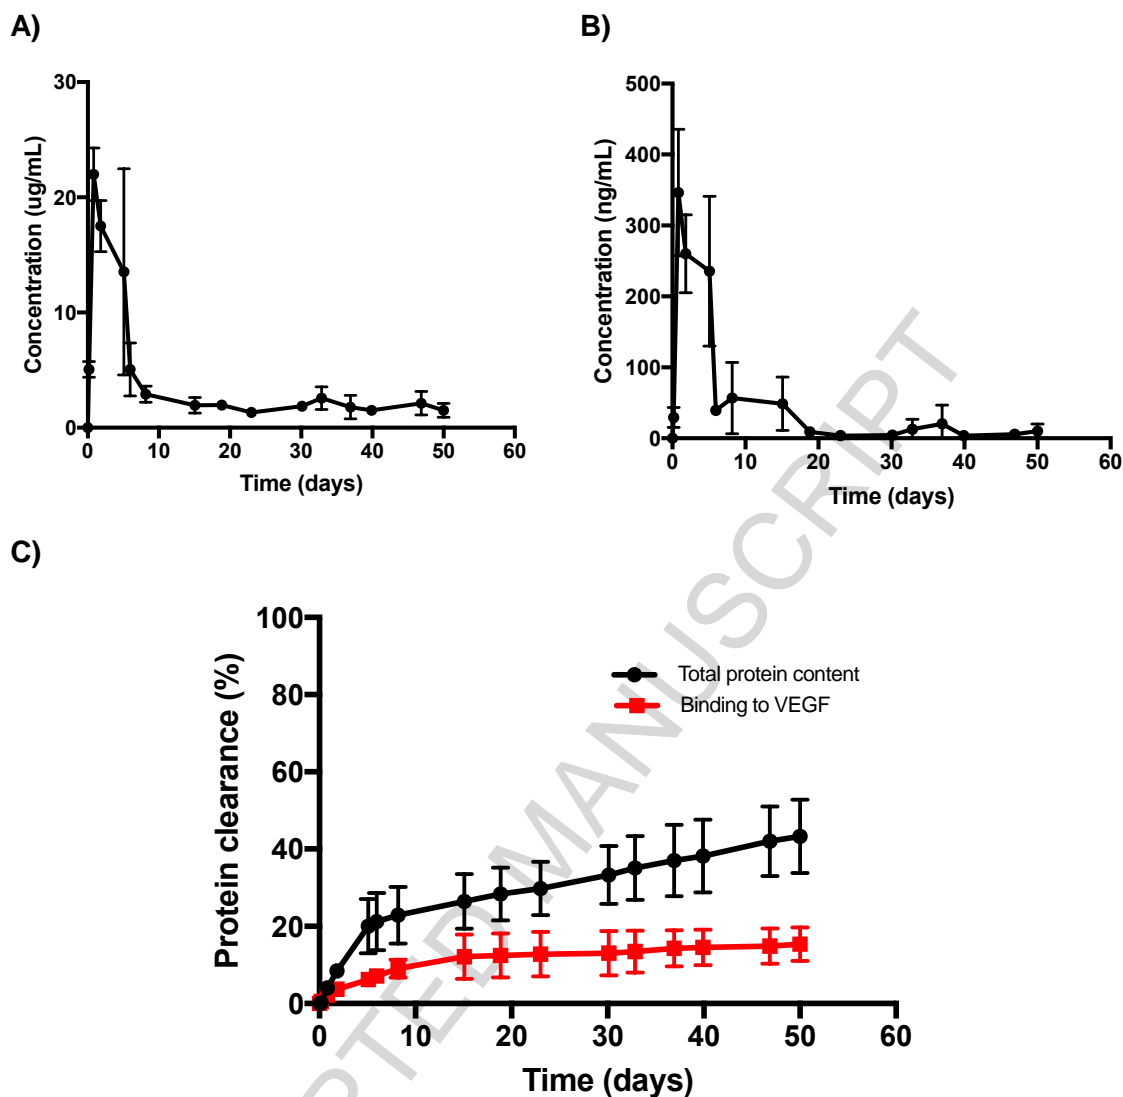 A)
B)
30
20
10
0
Concentration (ug/mL)
0 10 20 30 40 50 60
Time (days)
500
400
300
200
100
0
Concentration (ng/mL)
0 10 20 30 40 50 60
Time (days)
C)
100
80
60
40
20
0
Protein clearance (%)
Total protein content
Binding to VEGF
0 10 20 30 40 50 60
Time (days)
PTED MANUSCRIPT